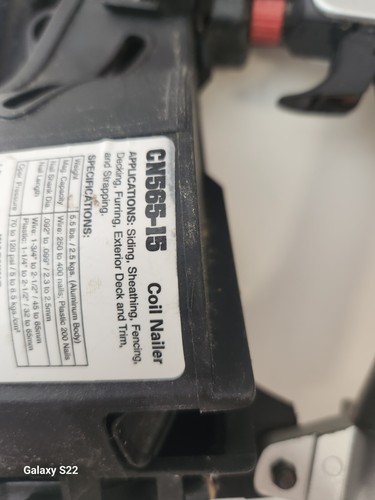 CN565-15 Coil Nailer
APPLICATIONS: Siding, Sheathing, Fencing,
Decking, Furring, Exterior Deck and Trim,
and Strapping.
SPECIFICATIONS:
Weight 5.5 lbs. / 2.5 kgs. (Aluminum Body)
Mag. Capacity Wire: 250 to 400 nails; Plastic 200 Nails
Nail Shank Dia. .092" to .099" / 2.3 to 2.5mm
Nail Length Wire: 1-3/4" to 2-1/2" / 45 to 65mm
Plastic: 1-1/4" to 2-1/2" / 32 to 65mm
Oper. Pressure 70 to 120 psi / 5 to 8.5 kgs./cm²
Galaxy S22